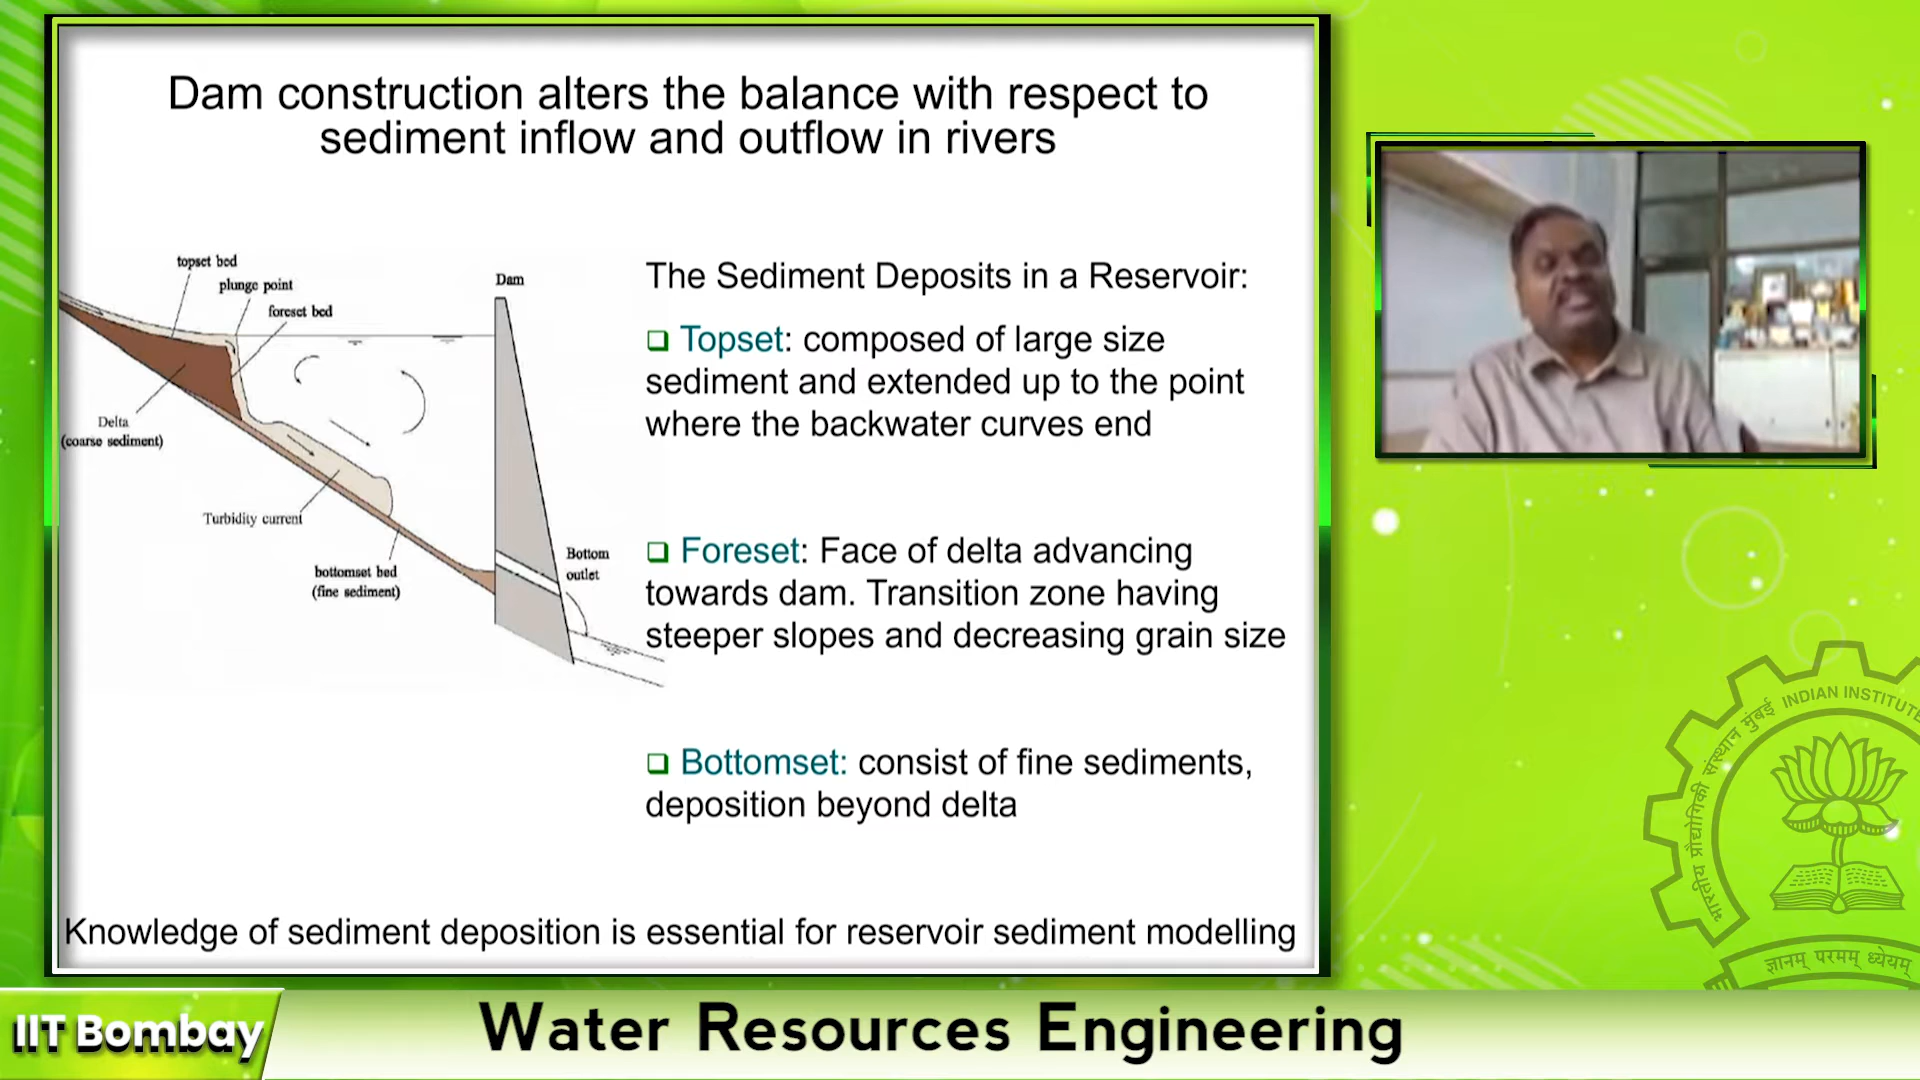 Dam construction alters the balance with respect to
sediment inflow and outflow in rivers
topset bed
plunge point
foreset bed
Dam
Delta
(coarse sediment)
Turbidity current
bottomset bed
(fine sediment)
Bottom
outlet
The Sediment Deposits in a Reservoir:
Topset: composed of large size
sediment and extended up to the point
where the backwater curves end
Foreset: Face of delta advancing
towards dam. Transition zone having
steeper slopes and decreasing grain size
Bottomset: consist of fine sediments,
deposition beyond delta
Knowledge of sediment deposition is essential for reservoir sediment modelling
भारतीय प्रौद्योगिकी संस्थान मुंबई
INDIAN INSTITUTE
ज्ञानम् परमम् ध्येयम्
IIT Bombay
Water Resources Engineering